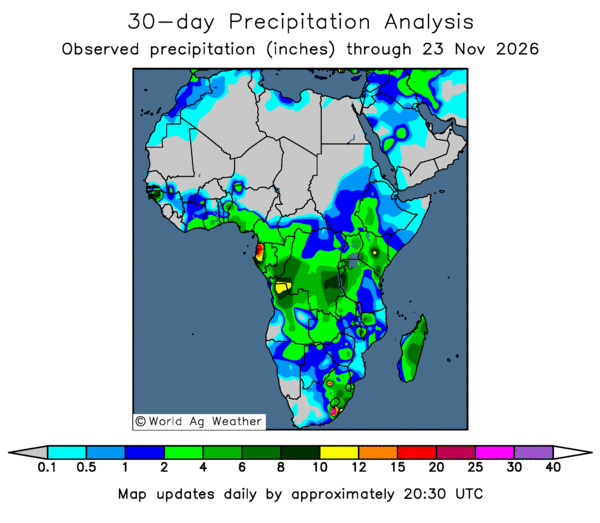 30-day Precipitation Analysis
Observed precipitation (inches) through 23 Nov 2026
© World Ag Weather
0.1 0.5 1 2 4 6 8 10 12 15 20 25 30 40
Map updates daily by approximately 20:30 UTC